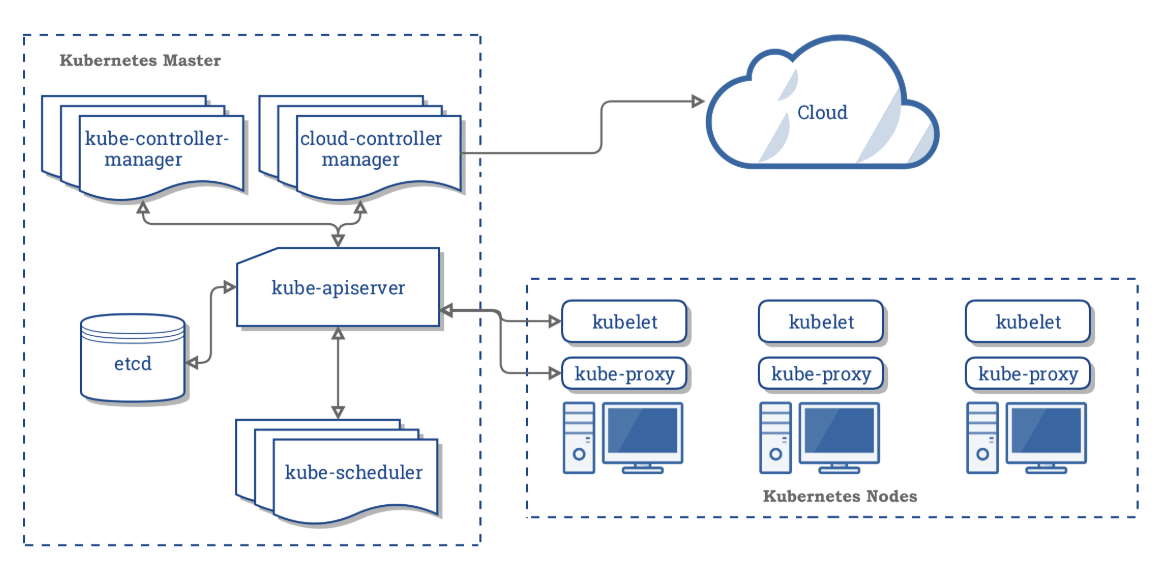 Kubernetes Master
kube-controller-
manager
cloud-controller
manager
Cloud
kube-apiserver
etcd
kube-scheduler
kubelet
kubelet
kubelet
kube-proxy
kube-proxy
kube-proxy
Kubernetes Nodes